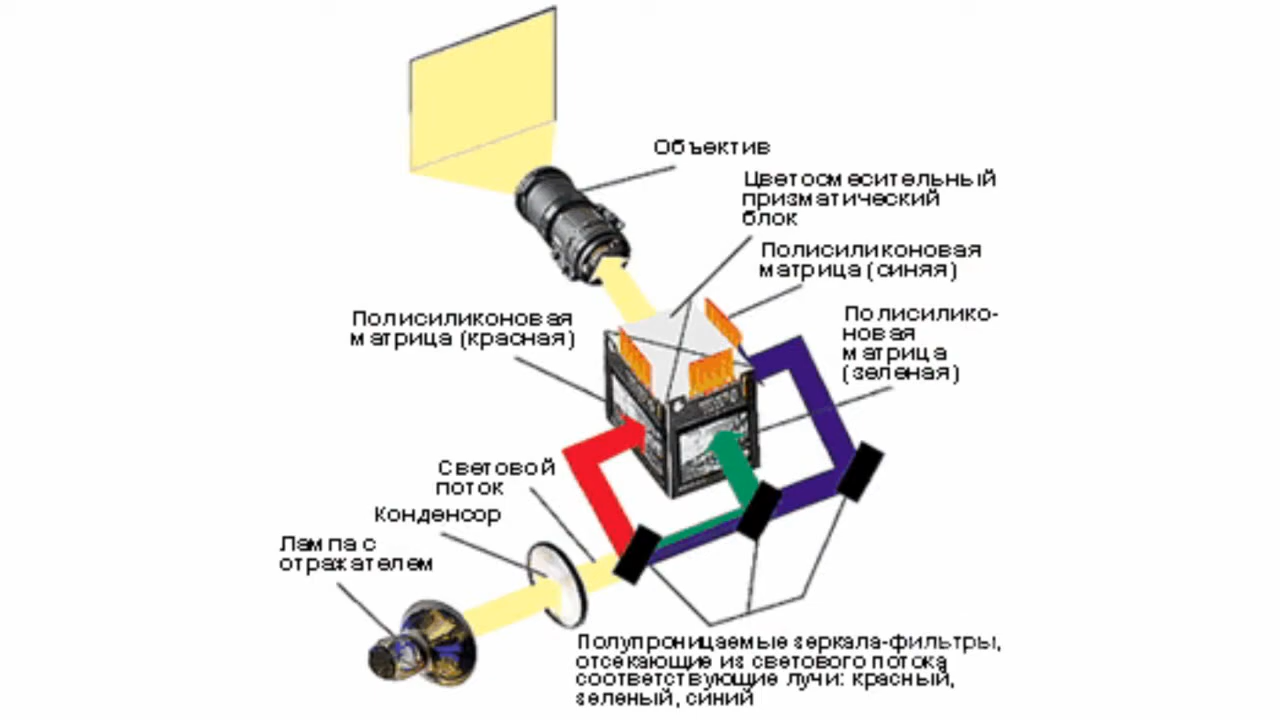 Объектив
Цветосмесительный
призматический
блок
Полисиликоновая
матрица (синяя)
Полисилико-
новая
матрица
(зеленая)
Полисиликоновая
матрица (красная)
Световой
поток
Конденсор
Лампа с
отражателем
Полупроницаемые зеркала-фильтры,
отсекающие из светового потока
соответствующие лучи: красный,
зеленый, синий